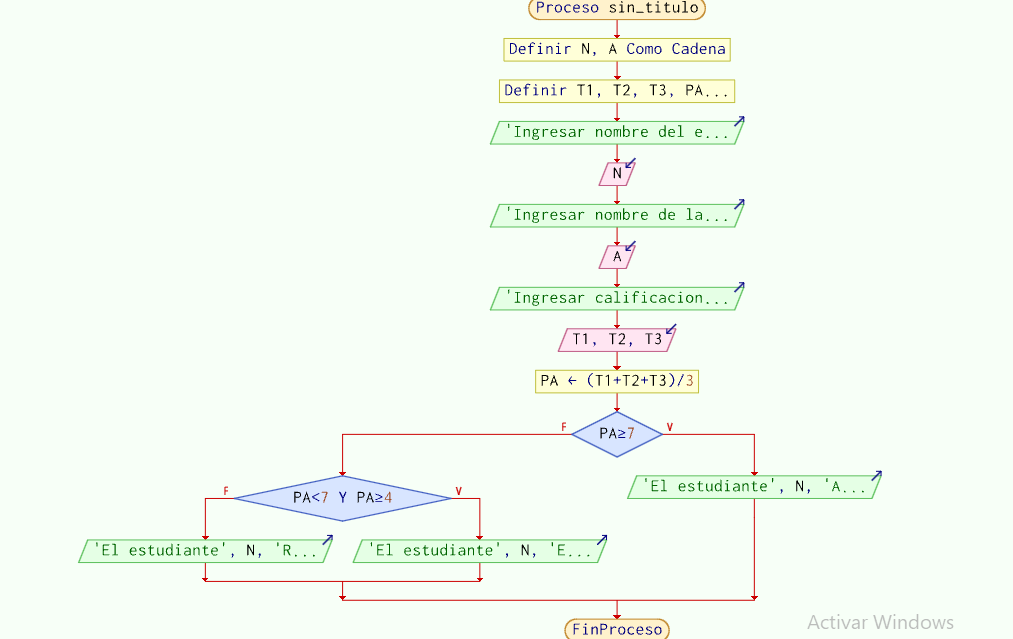 Proceso sin_titulo
Definir N, A Como Cadena
Definir T1, T2, T3, PA...
'Ingresar nombre del e...
N
'Ingresar nombre de la...
A
'Ingresar calificacion...
T1, T2, T3
PA ← (T1+T2+T3)/3
PA≥7
F
V
'El estudiante', N, 'A...
PA<7 Y PA≥4
F
V
'El estudiante', N, 'R...
'El estudiante', N, 'E...
FinProceso
Activar Windows